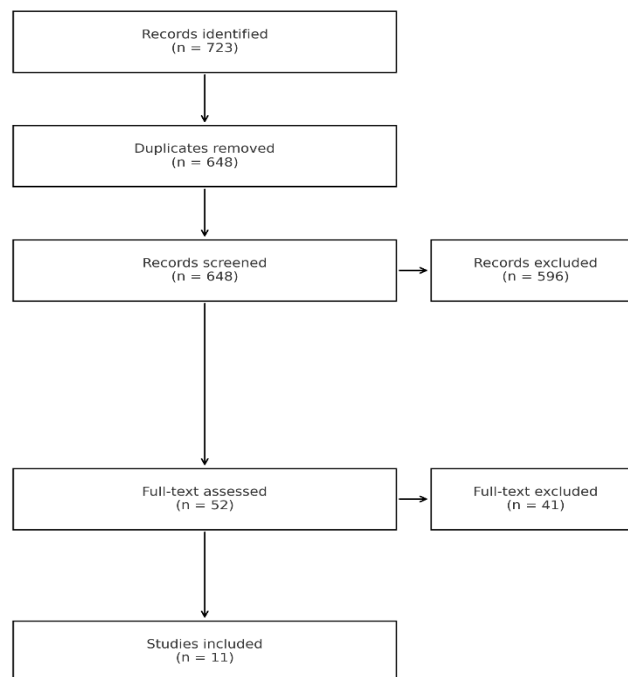 Records identified
(n = 723)
Duplicates removed
(n = 648)
Records screened
(n = 648)
Records excluded
(n = 596)
Full-text assessed
(n = 52)
Full-text excluded
(n = 41)
Studies included
(n = 11)